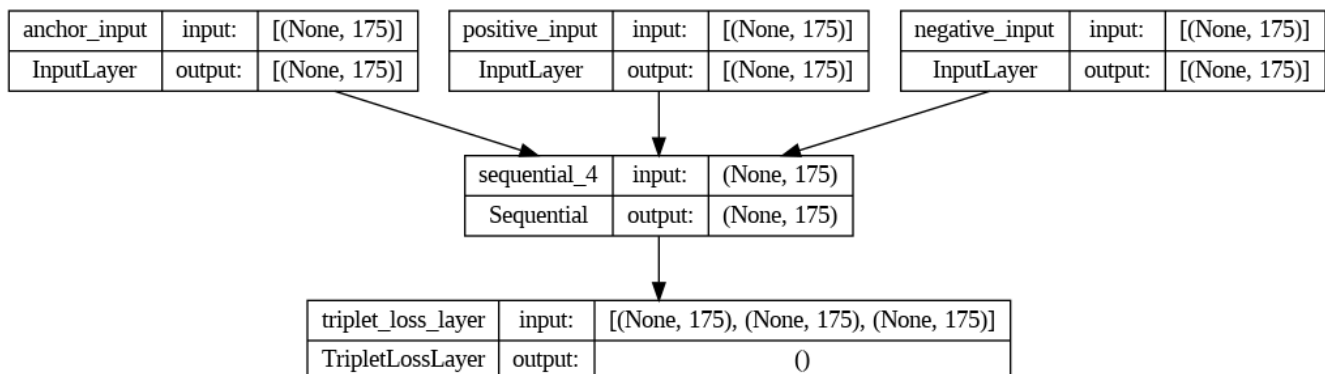 anchor_input input: [(None, 175)]
InputLayer output: [(None, 175)]
positive_input input: [(None, 175)]
InputLayer output: [(None, 175)]
negative_input input: [(None, 175)]
InputLayer output: [(None, 175)]
sequential_4 input: (None, 175)
Sequential output: (None, 175)
triplet_loss_layer input: [(None, 175), (None, 175), (None, 175)]
TripletLossLayer output: ()